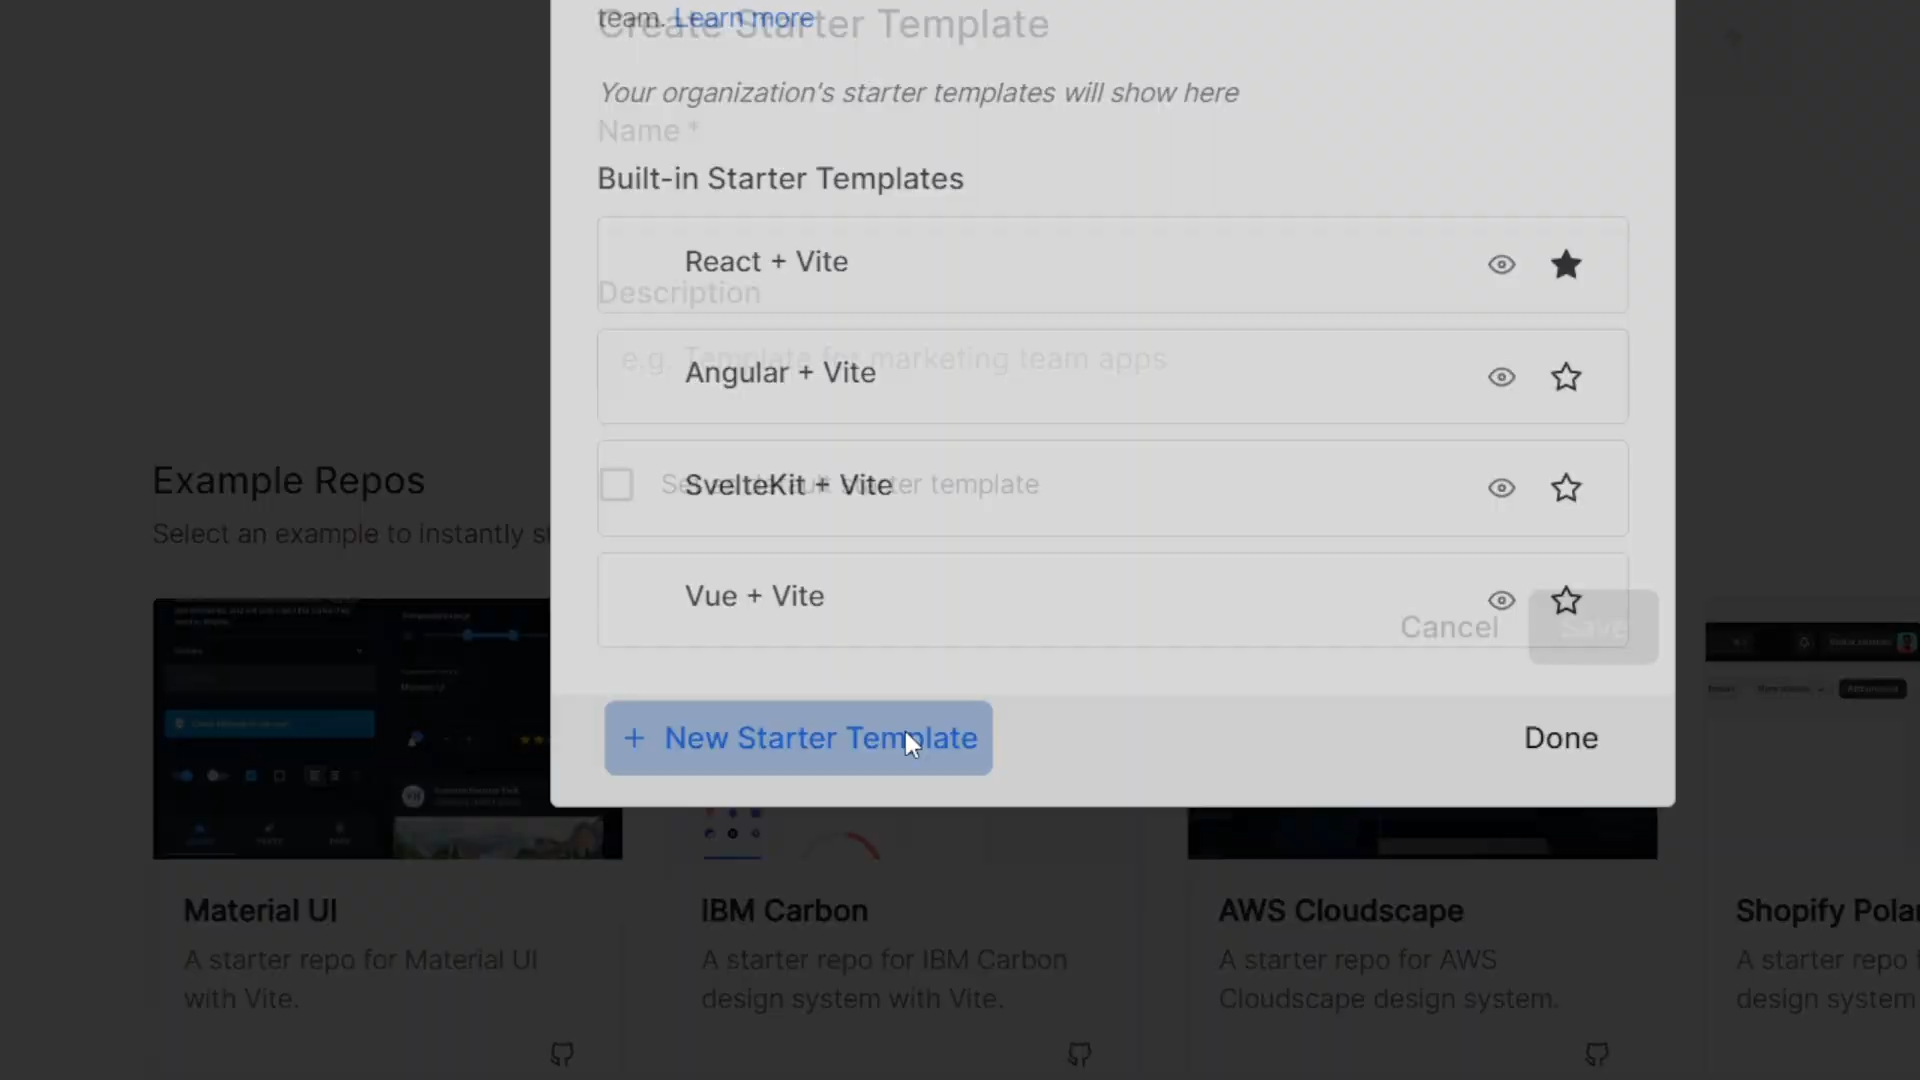 team. Learn more
Create Starter Template
Your organization's starter templates will show here
Name *
Built-in Starter Templates
React + Vite
Description
e.g. Template for marketing team apps
Angular + Vite
Set as default starter template
SvelteKit + Vite
Vue + Vite
Cancel
Save
+ New Starter Template
Done
Example Repos
Select an example to instantly
Material UI
A starter repo for Material UI
with Vite.
IBM Carbon
A starter repo for IBM Carbon
design system with Vite.
AWS Cloudscape
A starter repo for AWS
Cloudscape design system.
Shopify Polar
A starter repo
design system